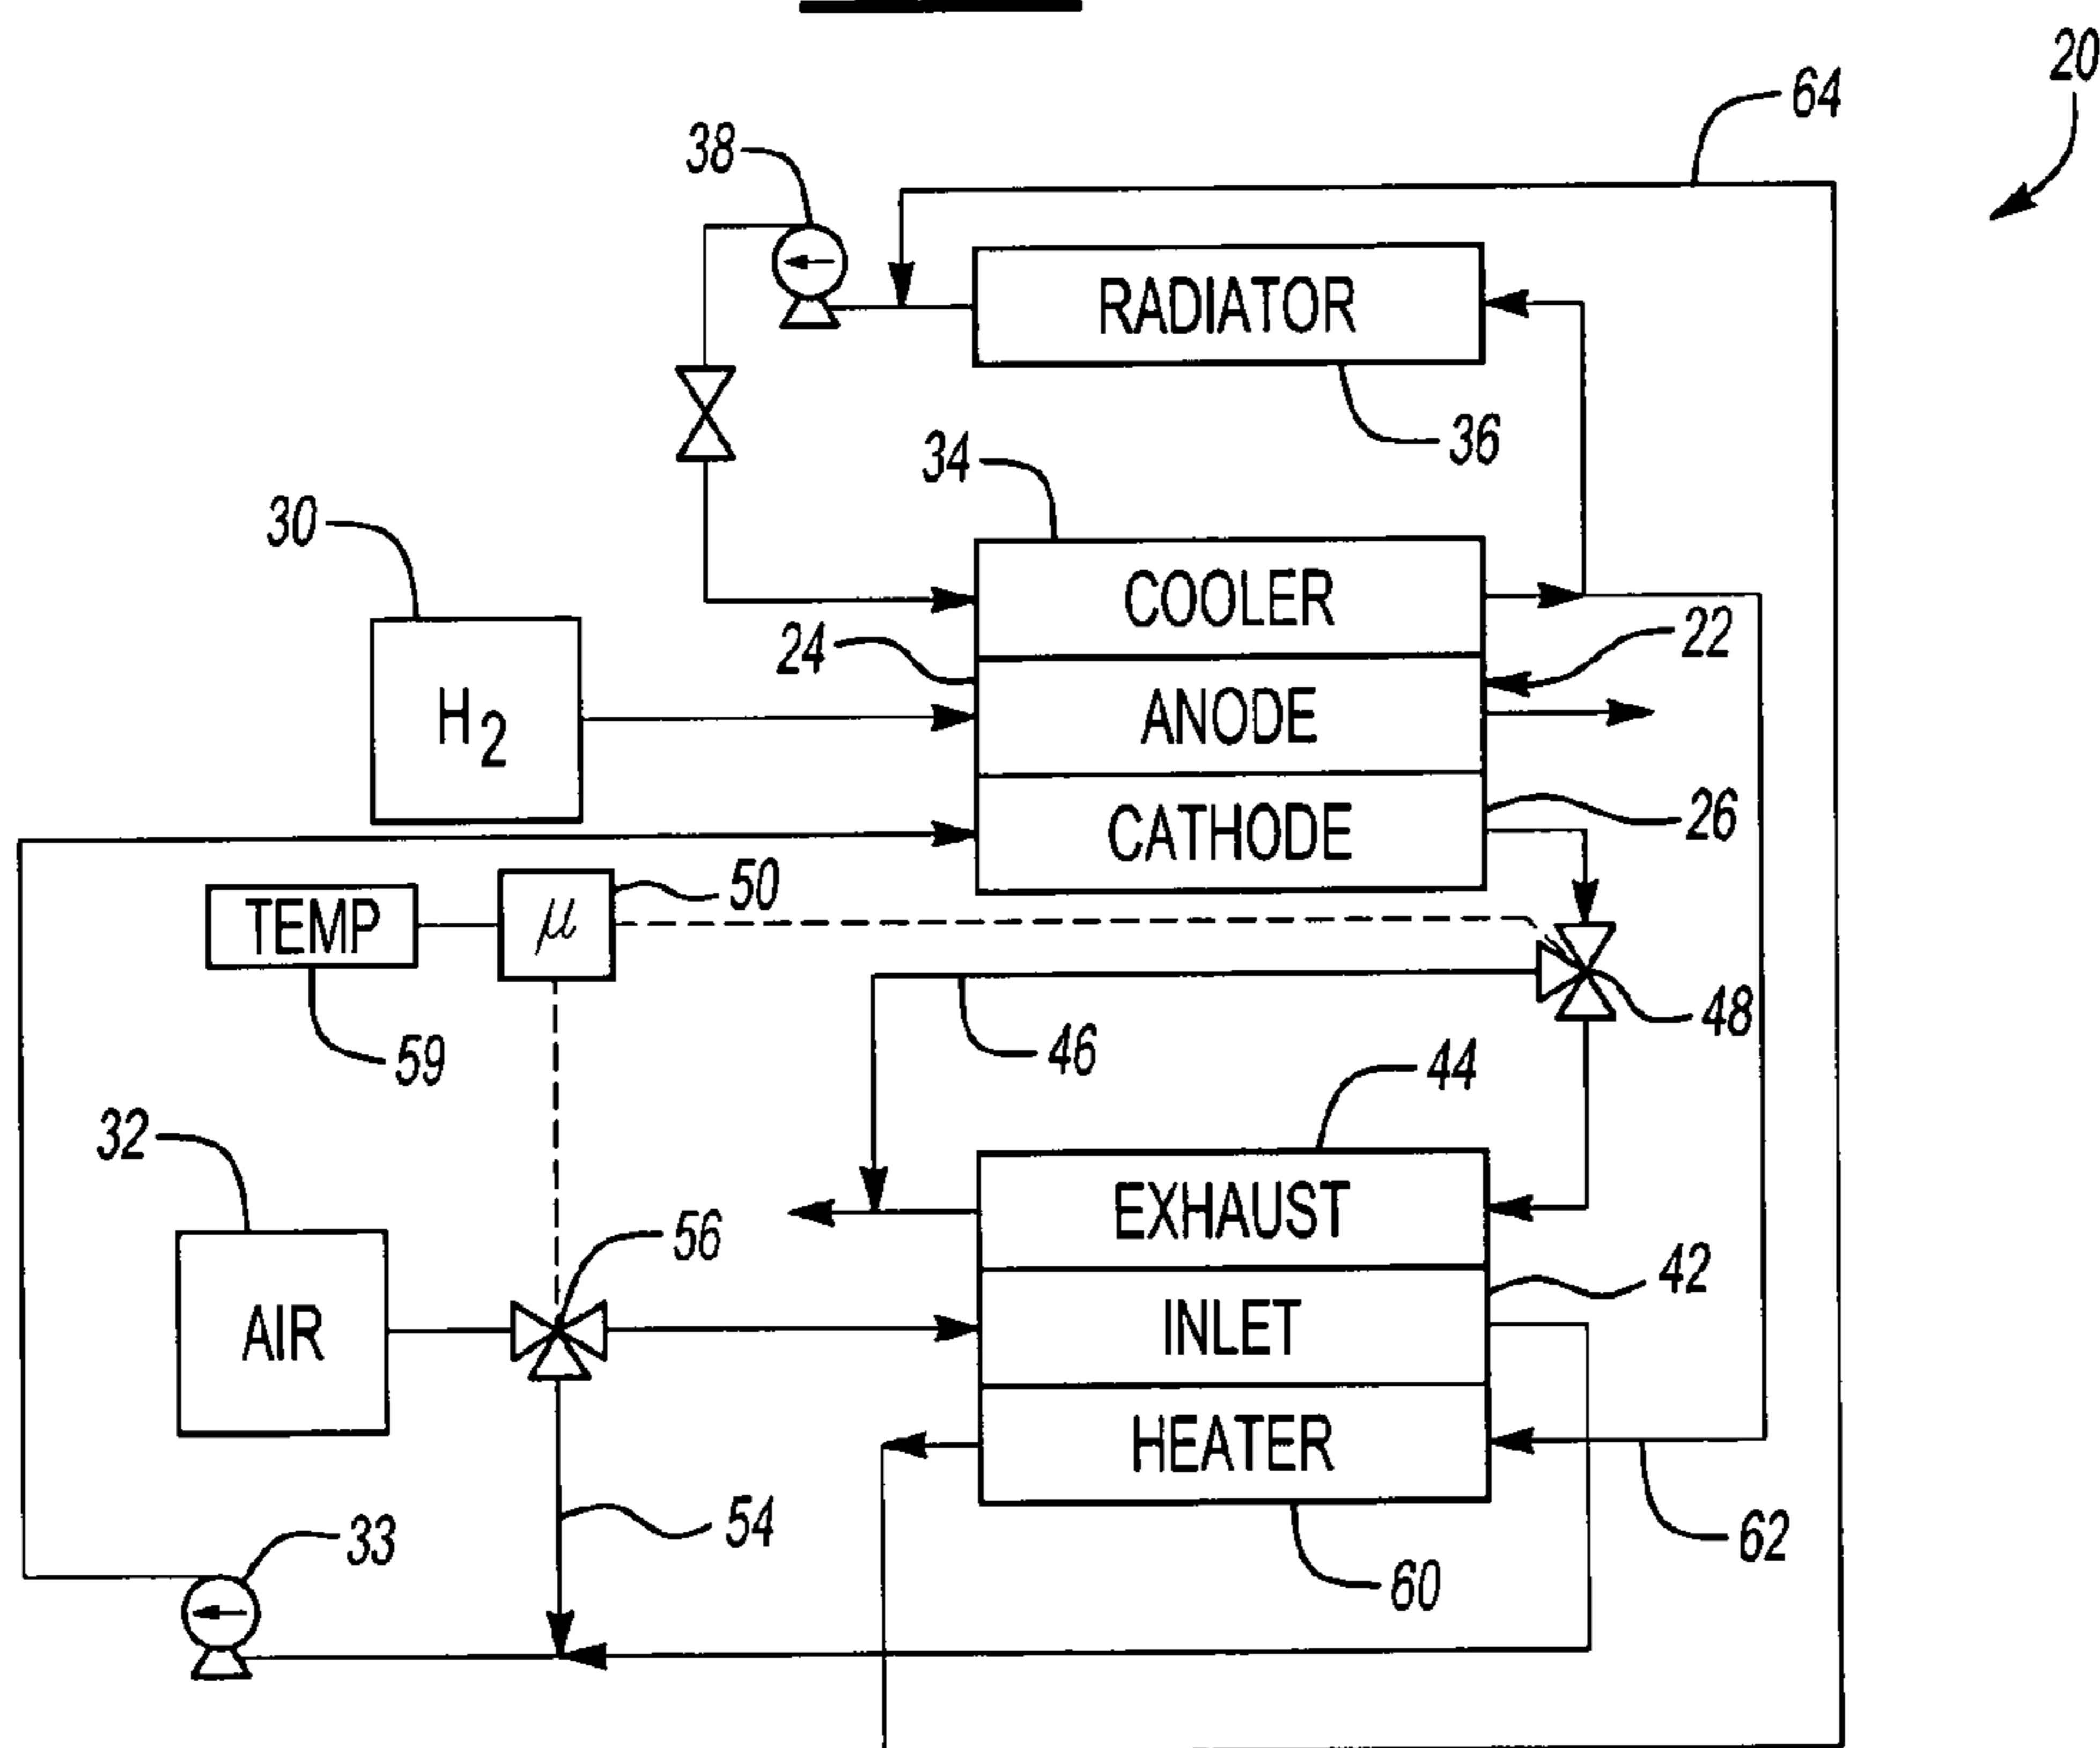 20
64
38
RADIATOR
36
34
30
COOLER
24
22
H2
ANODE
26
CATHODE
50
TEMP
μ
48
59
46
44
32
EXHAUST
56
42
AIR
INLET
HEATER
54
62
33
60